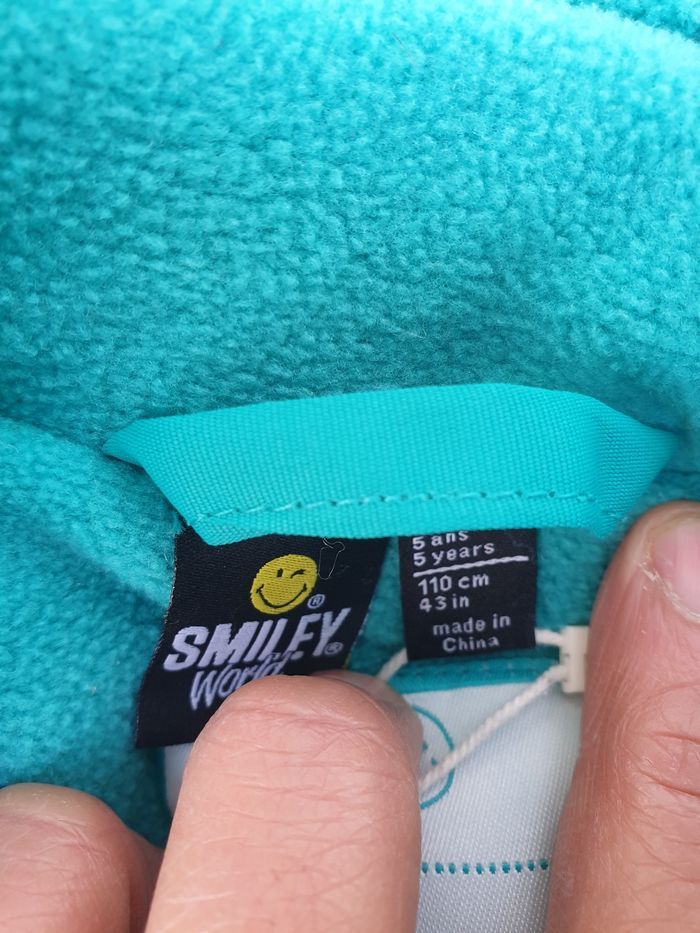 SMILEY
World
®
®
5 ans
5 years
110 cm
43 in
made in
China